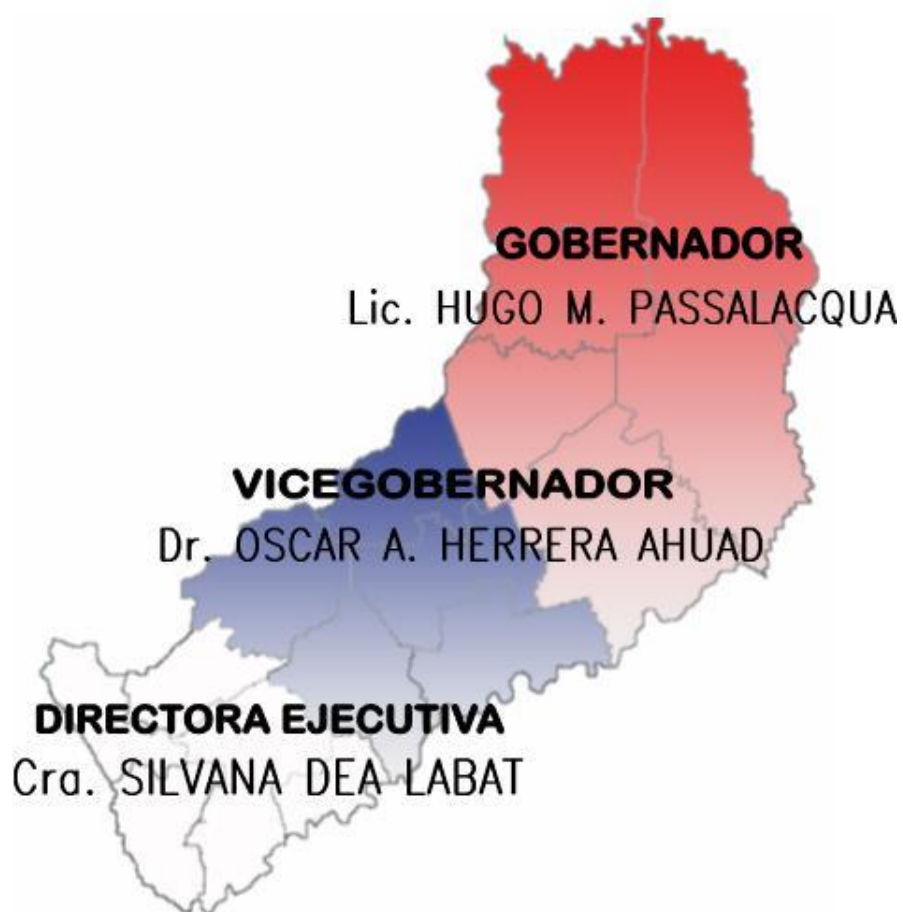 GOBERNADOR
Lic. HUGO M. PASSALACQUA
VICEGOBERNADOR
Dr. OSCAR A. HERRERA AHUAD
DIRECTORA EJECUTIVA
Cra. SILVANA DEA LABAT